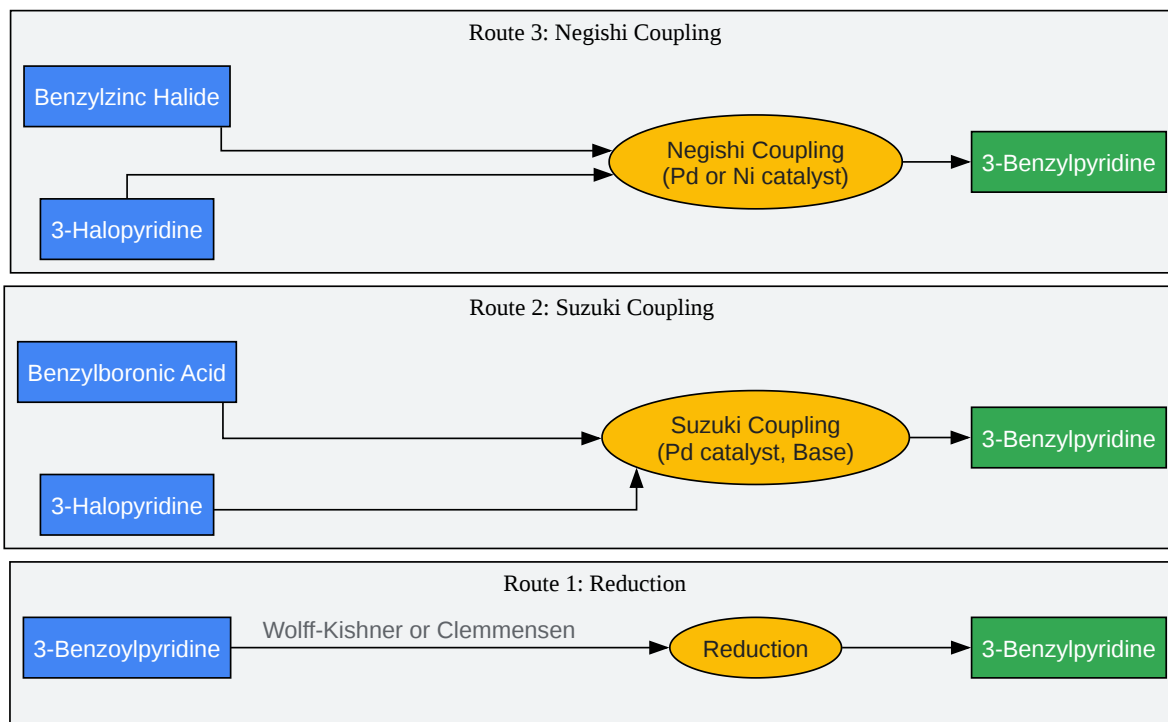 Route 3: Negishi Coupling
Benzylzinc Halide
3-Halopyridine
Negishi Coupling
(Pd or Ni catalyst)
3-Benzylpyridine
Route 2: Suzuki Coupling
Benzylboronic Acid
3-Halopyridine
Suzuki Coupling
(Pd catalyst, Base)
3-Benzylpyridine
Route 1: Reduction
3-Benzoylpyridine
Wolff-Kishner or Clemmensen
Reduction
3-Benzylpyridine